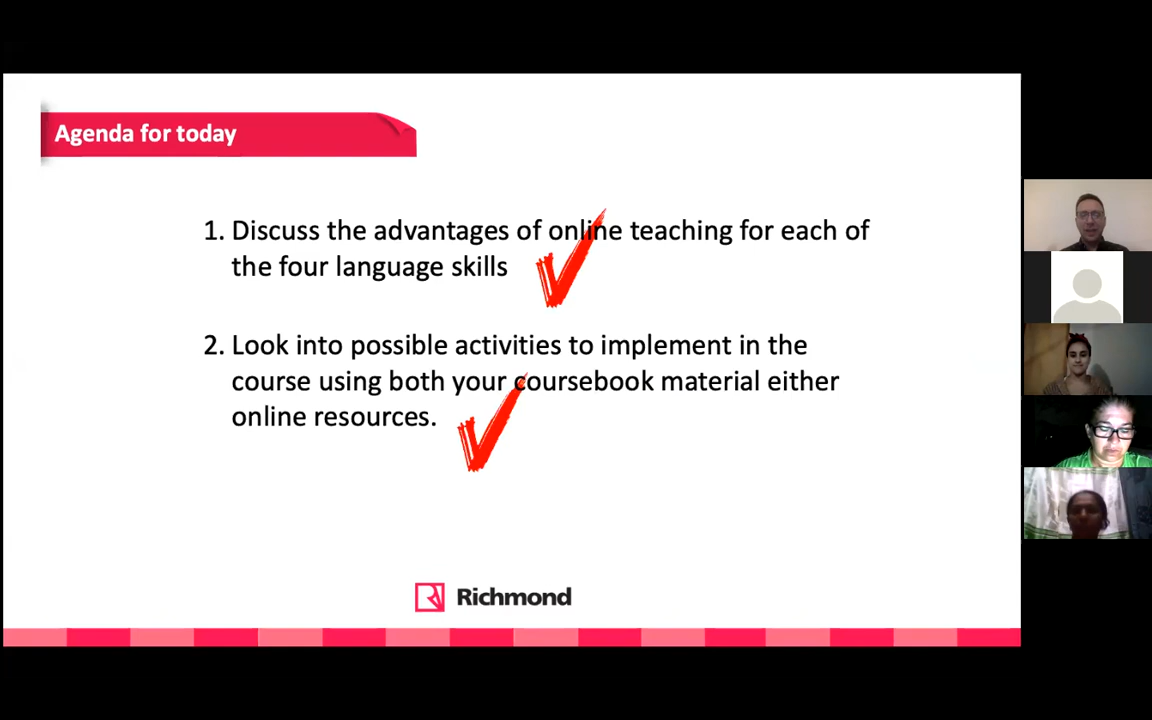 Agenda for today
1. Discuss the advantages of online teaching for each of
the four language skills
2. Look into possible activities to implement in the
course using both your coursebook material either
online resources.
Richmond